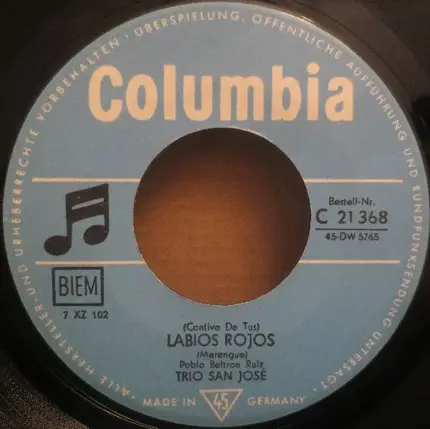 ALLE HERSTELLER- UND URHEBERRECHTE VORBEHALTEN · ÜBERSPIELUNG, ÖFFENTLICHE AUFFÜHRUNG UND RUNDFUNKSENDUNG UNTERSAGT ·
Columbia
Bestell-Nr.
C 21 368
45-DW 5765
BIEM
7 XZ 102
(Cantivo De Tus)
LABIOS ROJOS
(Merengue)
Pablo Beltran Ruiz
TRIO SAN JOSÉ
MADE IN 45 GERMANY